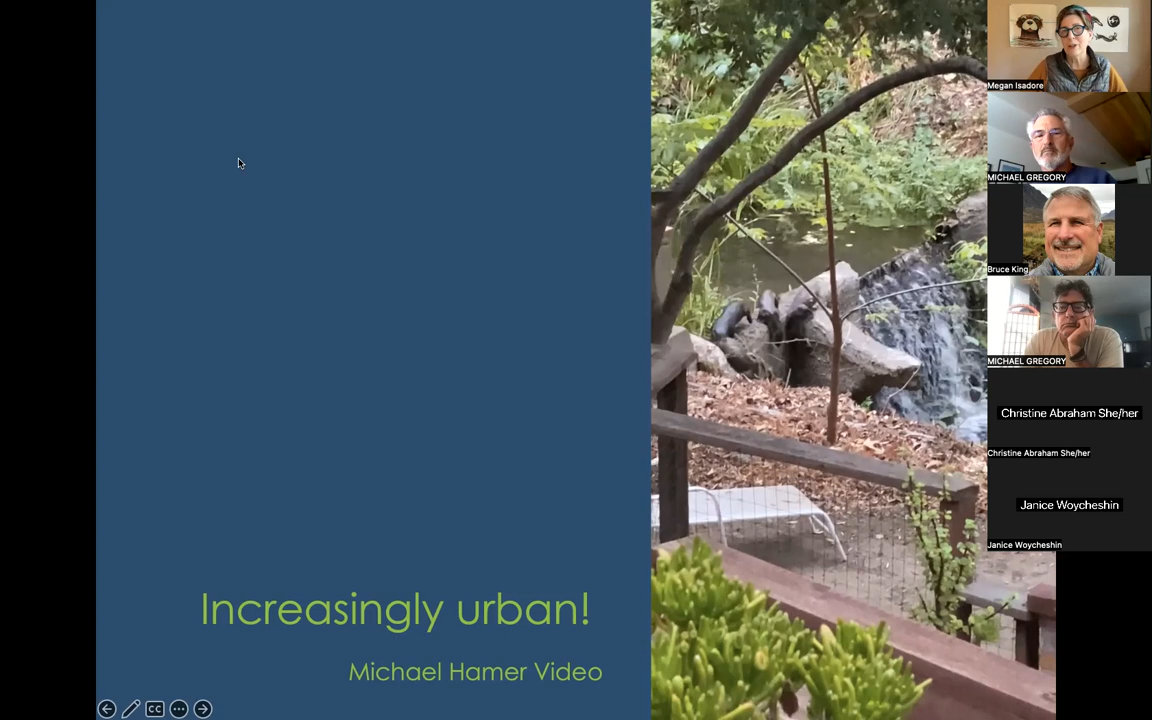 Increasingly urban!
Michael Hamer Video
CC
Megan Isadore
MICHAEL GREGORY
Bruce King
MICHAEL GREGORY
Christine Abraham She/her
Christine Abraham She/her
Janice Woycheshin
Janice Woycheshin